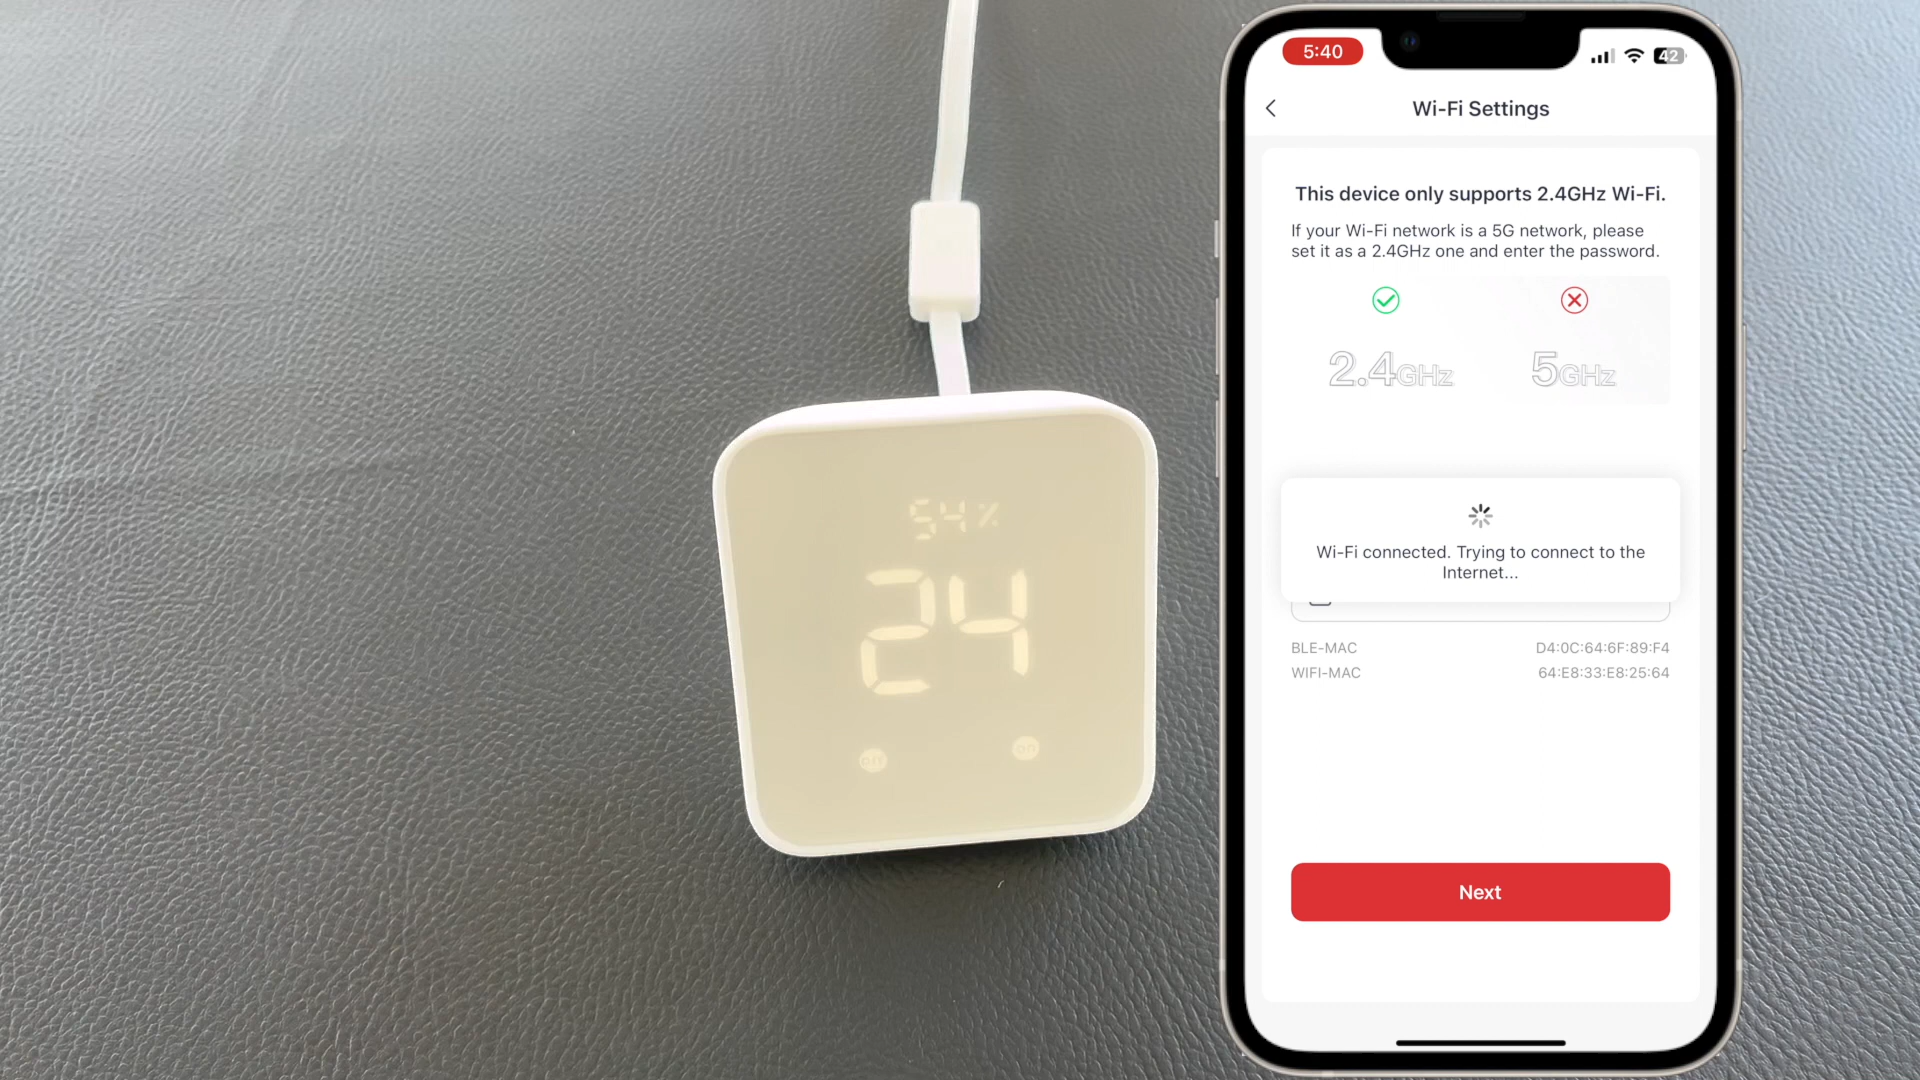 54%
24
off
on
5:40
42
Wi-Fi Settings
This device only supports 2.4GHz Wi-Fi.
If your Wi-Fi network is a 5G network, please
set it as a 2.4GHz one and enter the password.
2.4GHz
5GHz
Wi-Fi connected. Trying to connect to the
Internet...
BLE-MAC
D4:0C:64:6F:89:F4
WIFI-MAC
64:E8:33:E8:25:64
Next